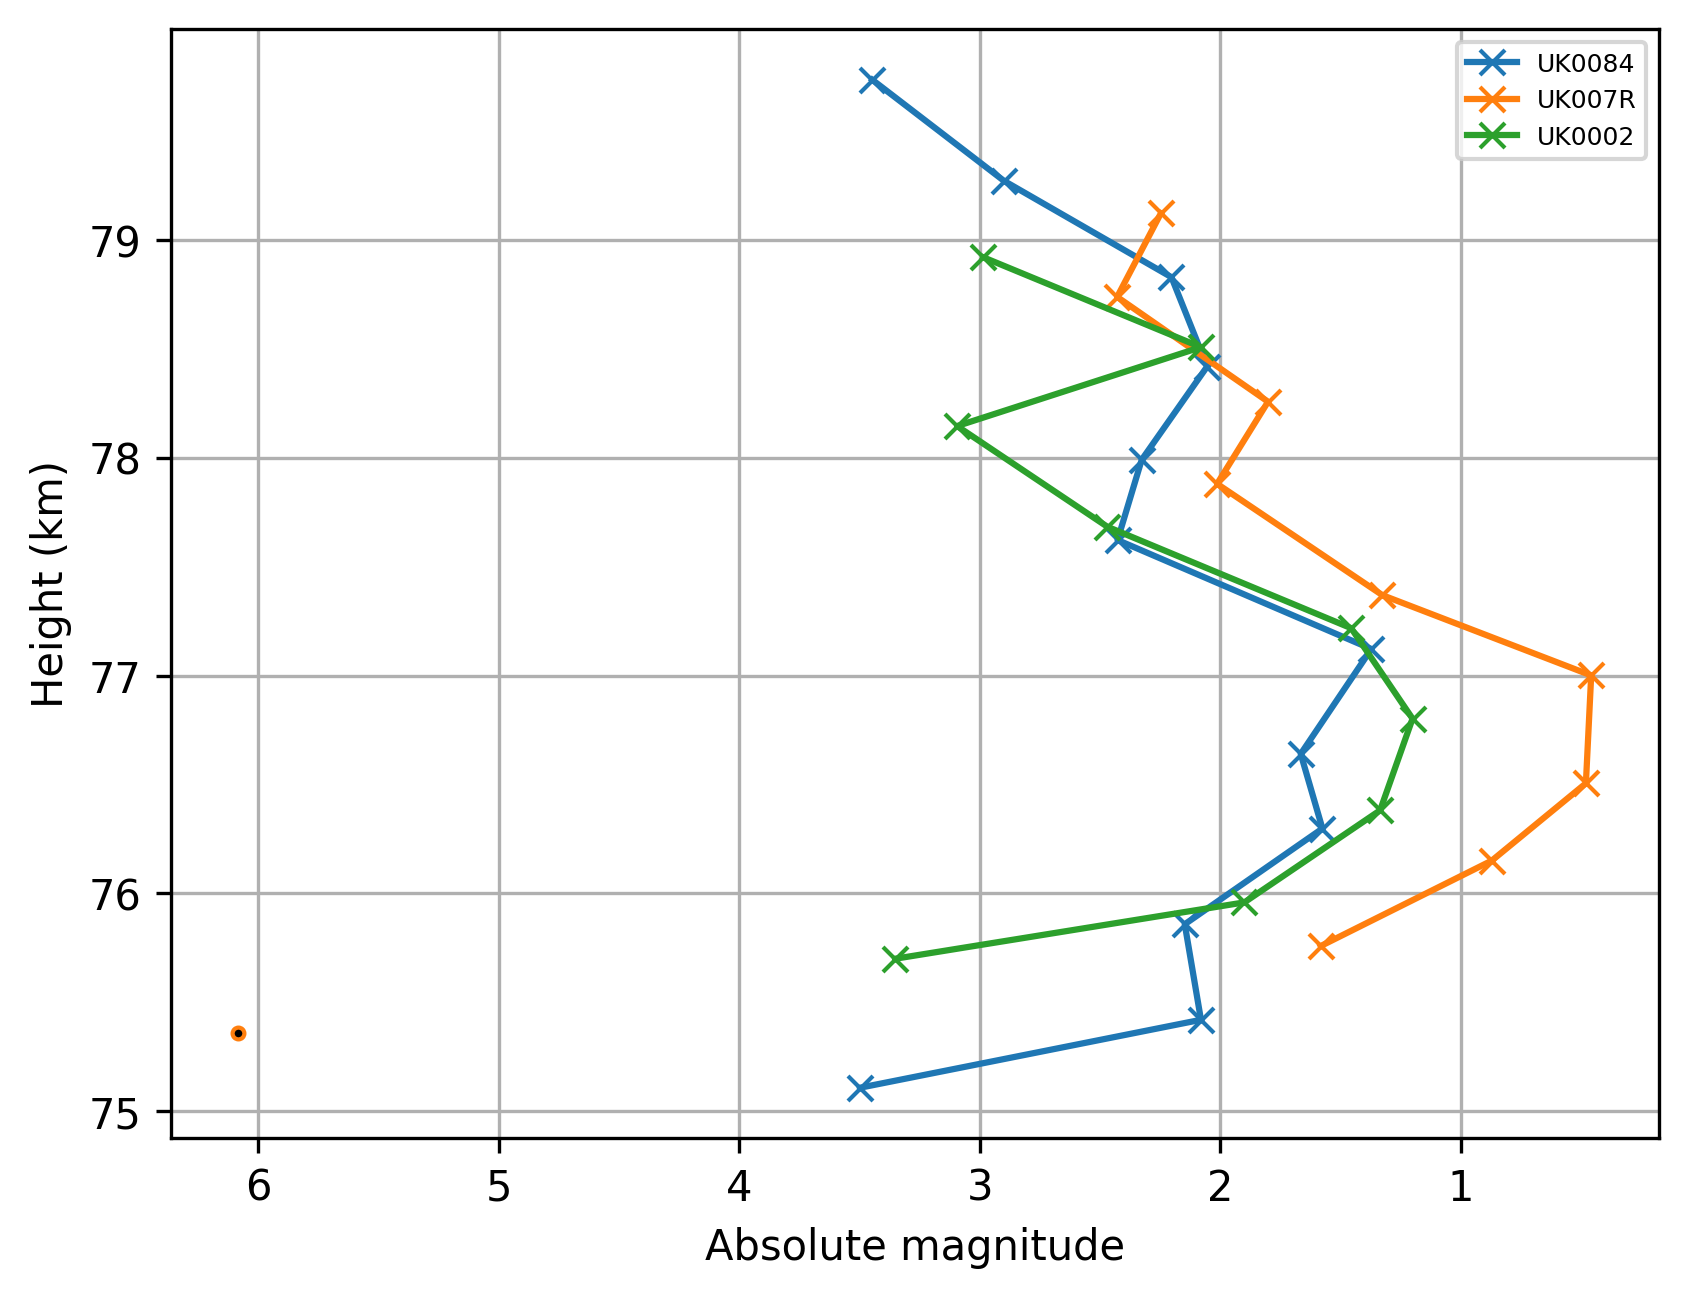 UK0084
UK007R
UK0002
79
78
77
76
75
Height (km)
6 5 4 3 2 1
Absolute magnitude